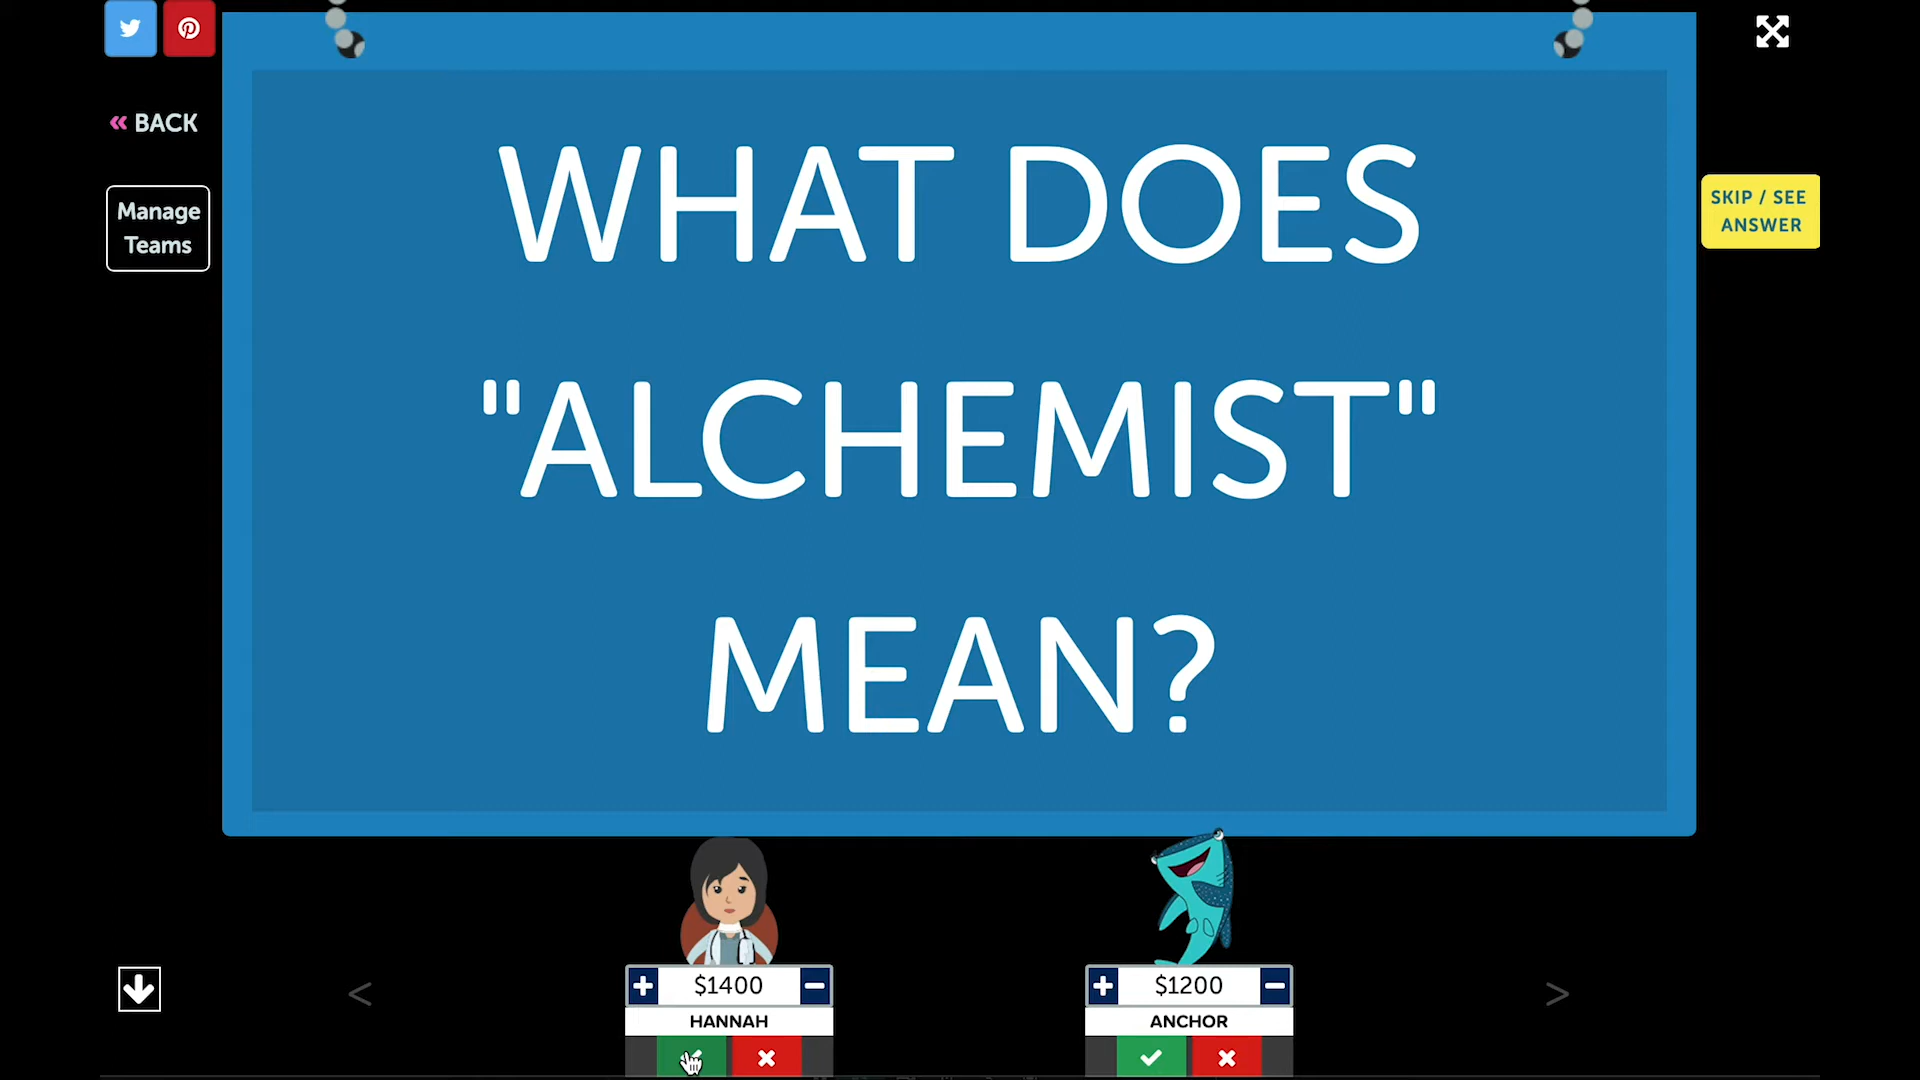 « BACK
Manage
Teams
WHAT DOES
"ALCHEMIST"
MEAN?
SKIP / SEE
ANSWER
$1400
HANNAH
$1200
ANCHOR